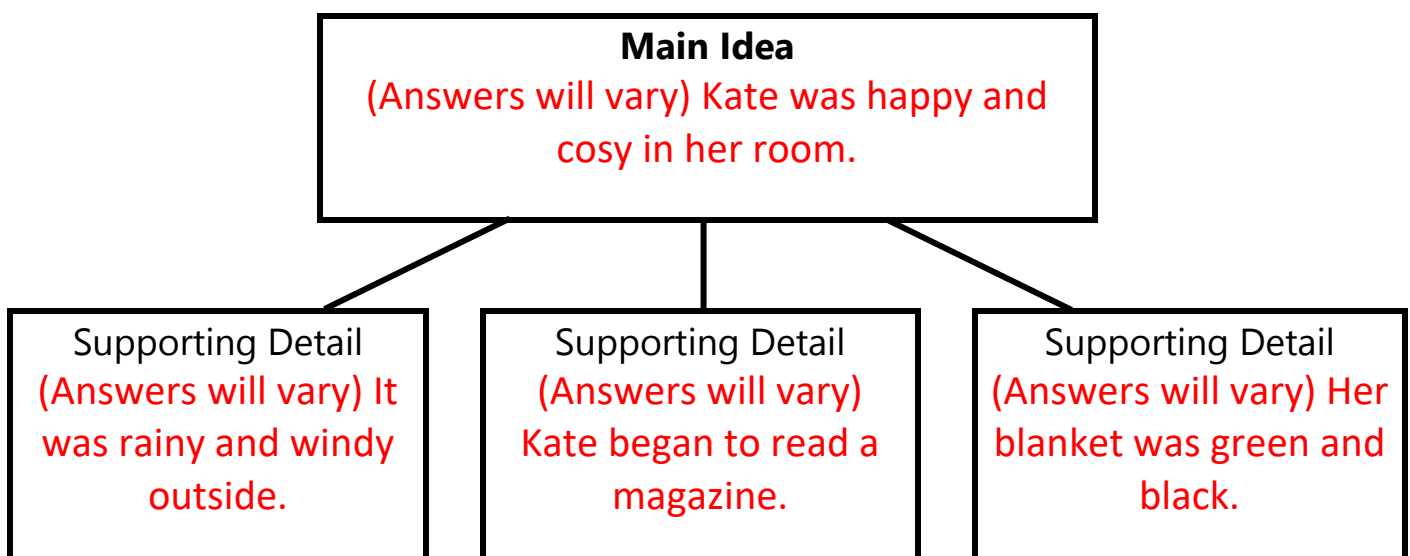 Main Idea
(Answers will vary) Kate was happy and
cosy in her room.
Supporting Detail
(Answers will vary) It
was rainy and windy
outside.
Supporting Detail
(Answers will vary)
Kate began to read a
magazine.
Supporting Detail
(Answers will vary) Her
blanket was green and
black.